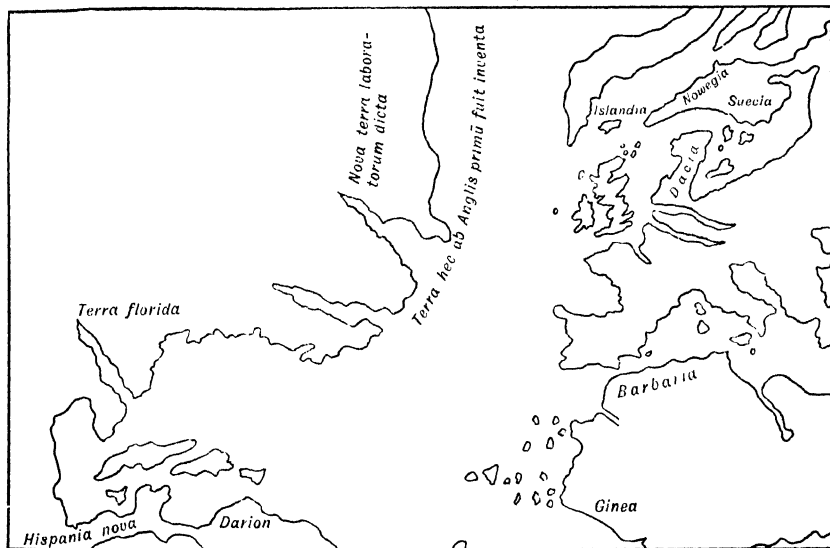 Nova terra labora-
torum dicta
Terra hec ab Anglis primū fuit inventa
Islandia
Nowegia
Suecia
Dacia
Terra florida
Barbaria
Hispania nova
Darion
Ginea